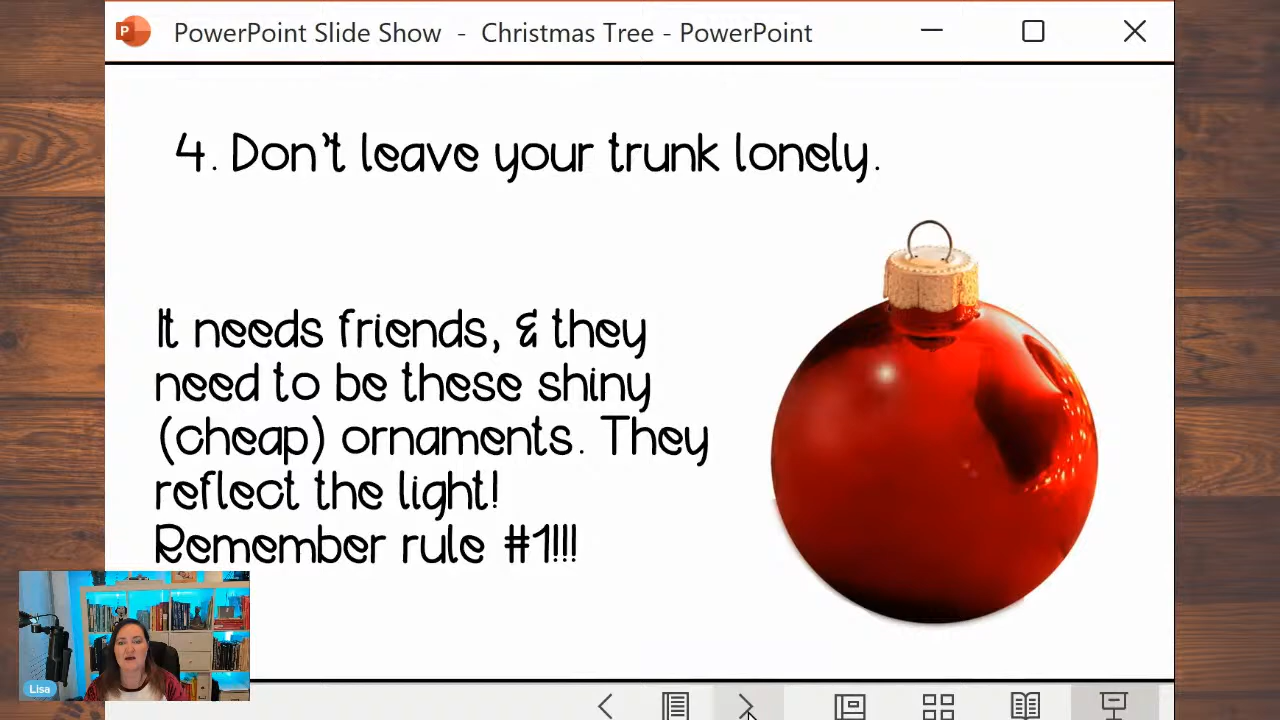 PowerPoint Slide Show - Christmas Tree - PowerPoint
4. Don't leave your trunk lonely.
It needs friends, & they
need to be these shiny
(cheap) ornaments. They
reflect the light!
Remember rule #1!!!
Lisa